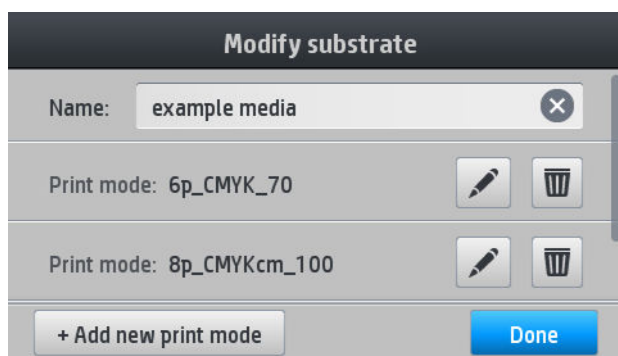 Modify substrate
Name: example media
Print mode: 6p_CMYK_70
Print mode: 8p_CMYKcm_100
+ Add new print mode Done